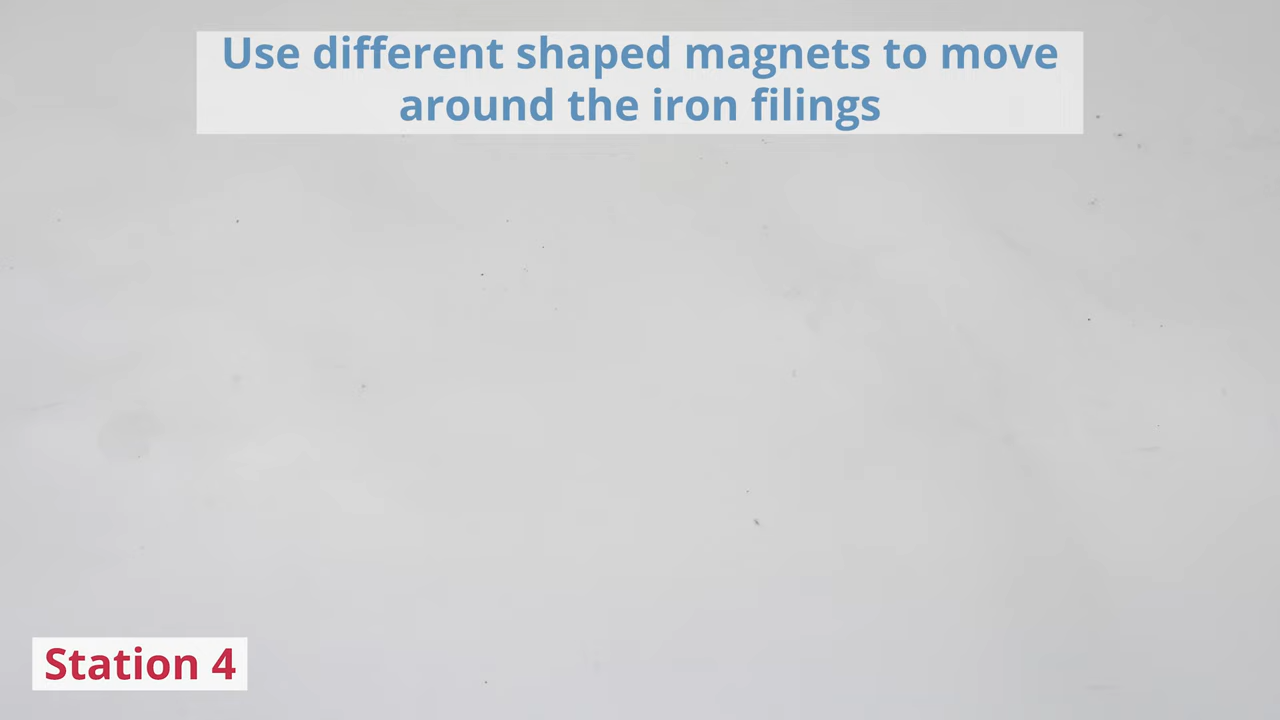 Use different shaped magnets to move
around the iron filings
Station 4